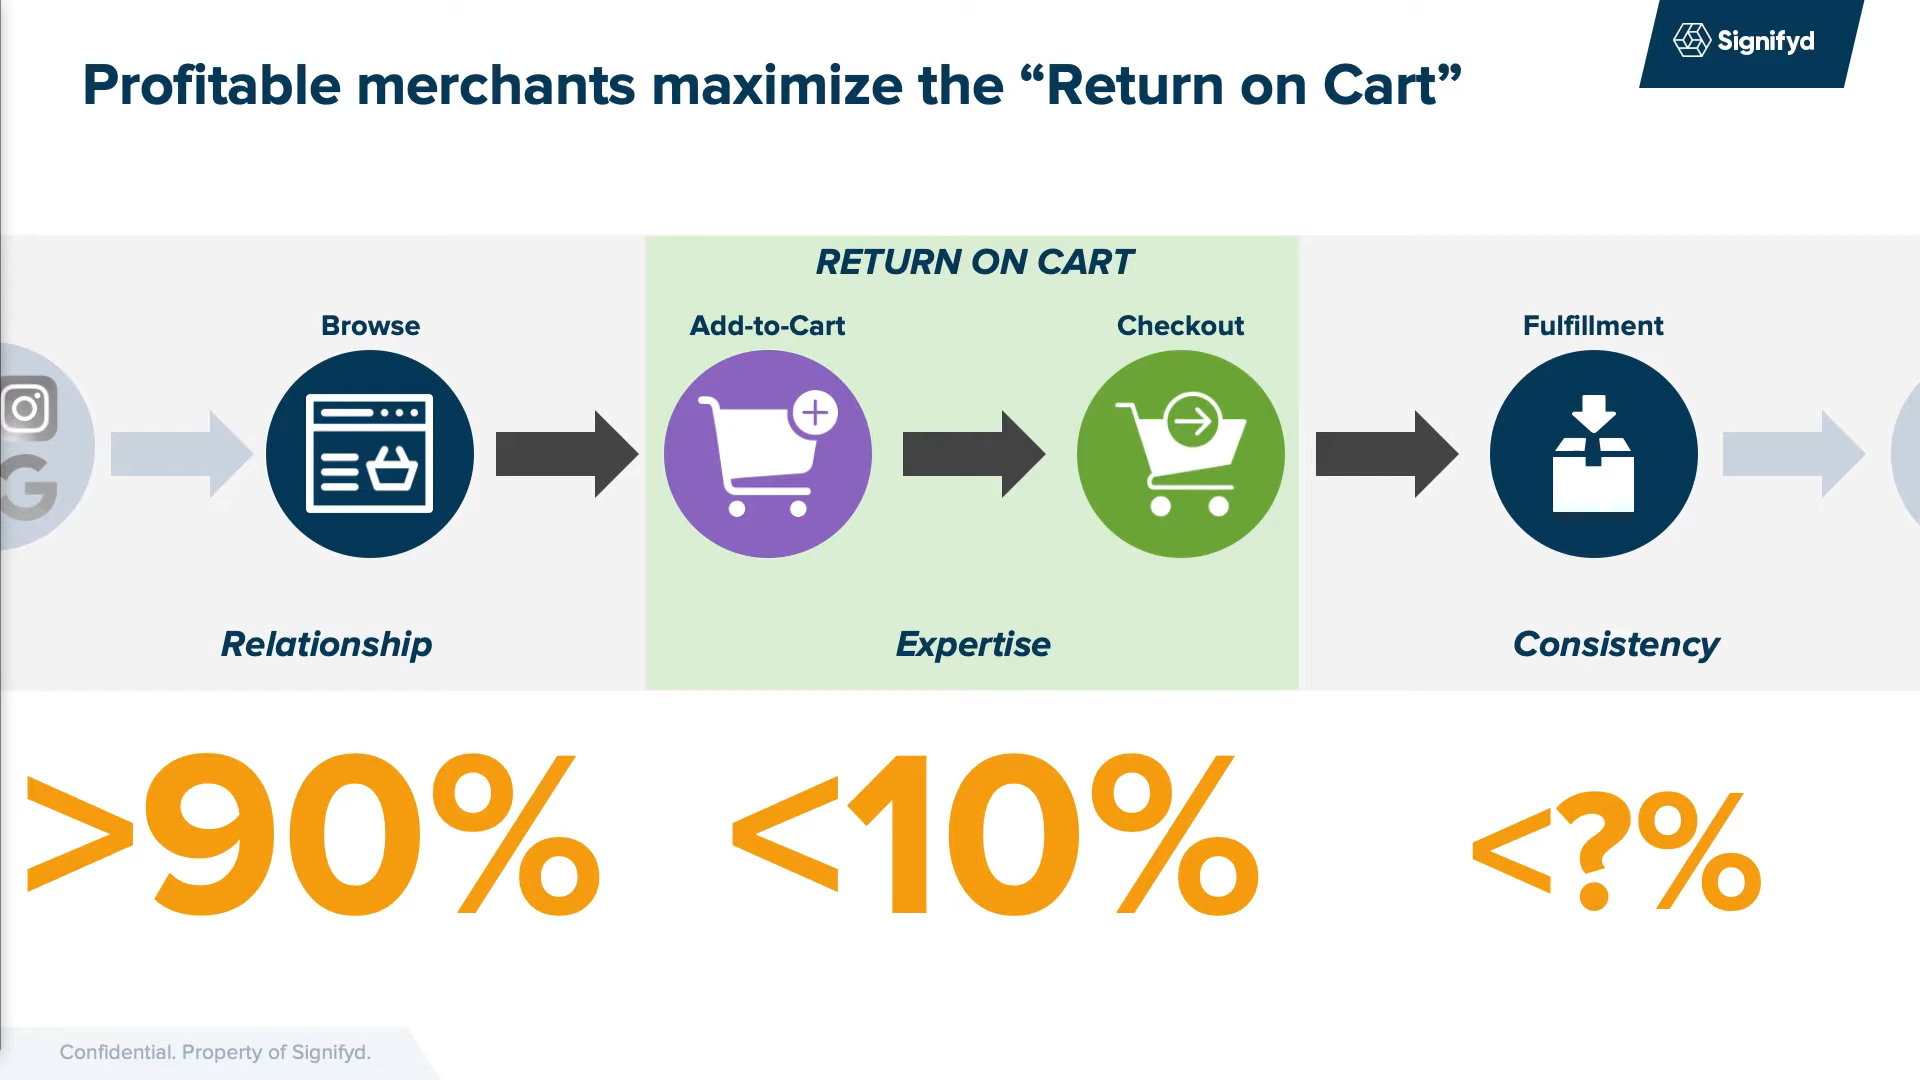 Signifyd
Profitable merchants maximize the “Return on Cart”
RETURN ON CART
Browse
Add-to-Cart
Checkout
Fulfillment
G
Relationship
Expertise
Consistency
>90%
<10%
<?%
Confidential. Property of Signifyd.